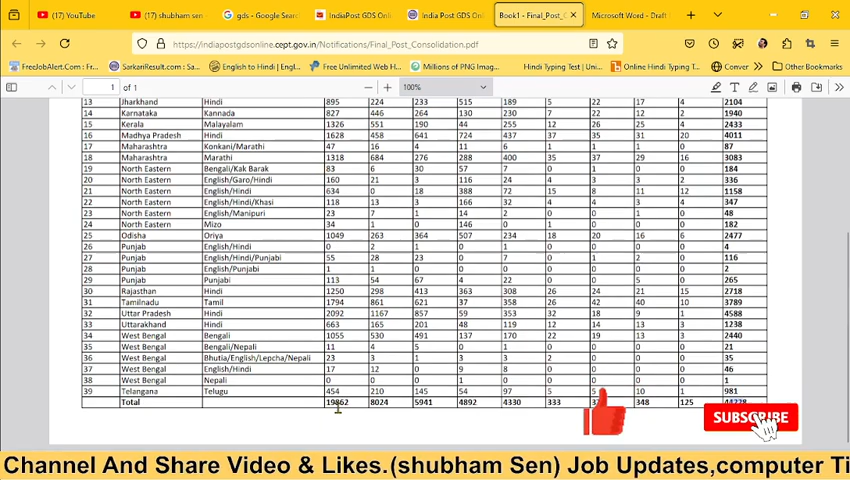 YouTube (17) shubham sen gds - Google Sear IndiaPost GDS Online India Post GDS Online Book1 - Final_Post_C Microsoft Word - Draft
https://indiapostgdsonline.cept.gov.in/Notifications/Final_Post_Consolidation.pdf
FreeJobAlert.Com | Fre SarkariResult.com : Sa English to Hindi | Engl Free Unlimited Web H Millions of PNG Imag Hindi Typing Test | Un Online Hindi Typing T Other Bookmarks
1 of 1 100%
13 Jharkhand Hindi 895 224 233 515 189 5 22 17 4 2104
14 Karnataka Kannada 827 446 264 130 230 7 22 12 2 1940
15 Kerala Malayalam 1326 551 190 44 255 12 26 25 4 2433
16 Madhya Pradesh Hindi 1628 458 641 724 437 37 35 31 20 4011
17 Maharashtra Konkani/Marathi 47 16 4 11 6 1 1 1 0 87
18 Maharashtra Marathi 1318 684 276 288 400 35 37 29 16 3083
19 North Eastern Bengali/Kak Barak 83 6 30 57 7 0 1 0 0 184
20 North Eastern English/Garo/Hindi 160 21 3 116 24 4 3 3 2 336
21 North Eastern English/Hindi 634 0 18 388 72 15 8 11 12 1158
22 North Eastern English/Hindi/Khasi 118 13 3 166 32 4 4 3 4 347
23 North Eastern English/Manipuri 23 7 1 14 2 0 0 1 0 48
24 North Eastern Mizo 34 1 0 146 0 1 0 0 0 182
25 Odisha Oriya 1049 263 364 507 234 18 20 16 6 2477
26 Punjab English/Hindi 0 2 1 0 1 0 0 0 0 4
27 Punjab English/Hindi/Punjabi 55 28 23 0 7 0 1 2 0 116
28 Punjab English/Punjabi 1 1 0 0 0 0 0 0 0 2
29 Punjab Punjabi 113 54 67 4 22 0 0 5 0 265
30 Rajasthan Hindi 1250 298 413 363 308 26 24 21 15 2718
31 Tamilnadu Tamil 1794 861 621 37 358 26 42 40 10 3789
32 Uttar Pradesh Hindi 2092 1167 857 59 353 32 18 9 1 4588
33 Uttarakhand Hindi 663 165 201 48 119 12 14 13 3 1238
34 West Bengal Bengali 1055 530 491 137 170 22 19 13 3 2440
35 West Bengal Bengali/Nepali 11 4 5 0 1 0 0 0 0 21
36 West Bengal Bhutia/English/Lepcha/Nepali 23 3 1 3 3 2 0 0 0 35
37 West Bengal English/Hindi 17 12 0 9 8 0 0 0 0 46
38 West Bengal Nepali 1 0 0 0 0 0 0 0 0 1
39 Telangana Telugu 454 210 145 54 97 5 5 10 1 981
Total 19862 8024 5941 4892 4330 333 348 125 44228
SUBSCRIBE
Channel And Share Video & Likes.(shubham Sen) Job Updates,computer Ti